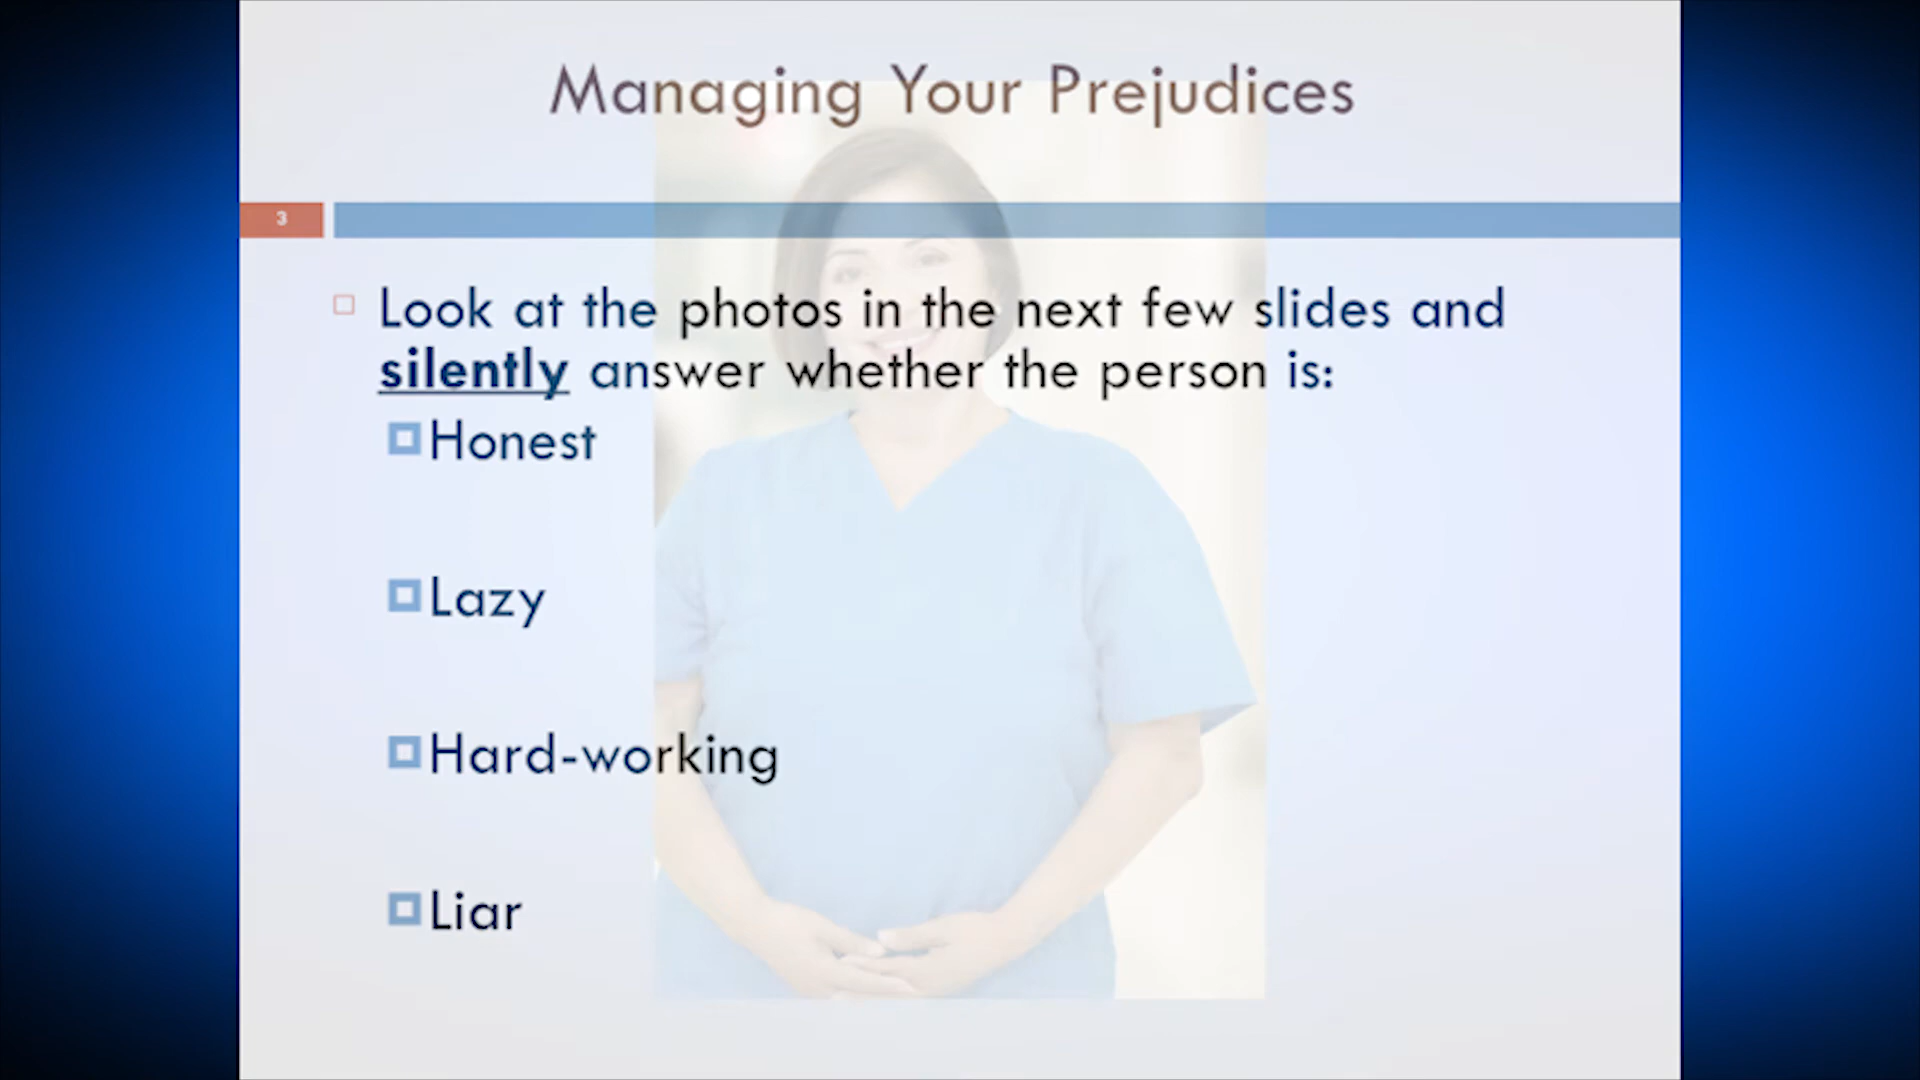 Managing Your Prejudices
3
Look at the photos in the next few slides and
silently answer whether the person is:
Honest
Lazy
Hard-working
Liar